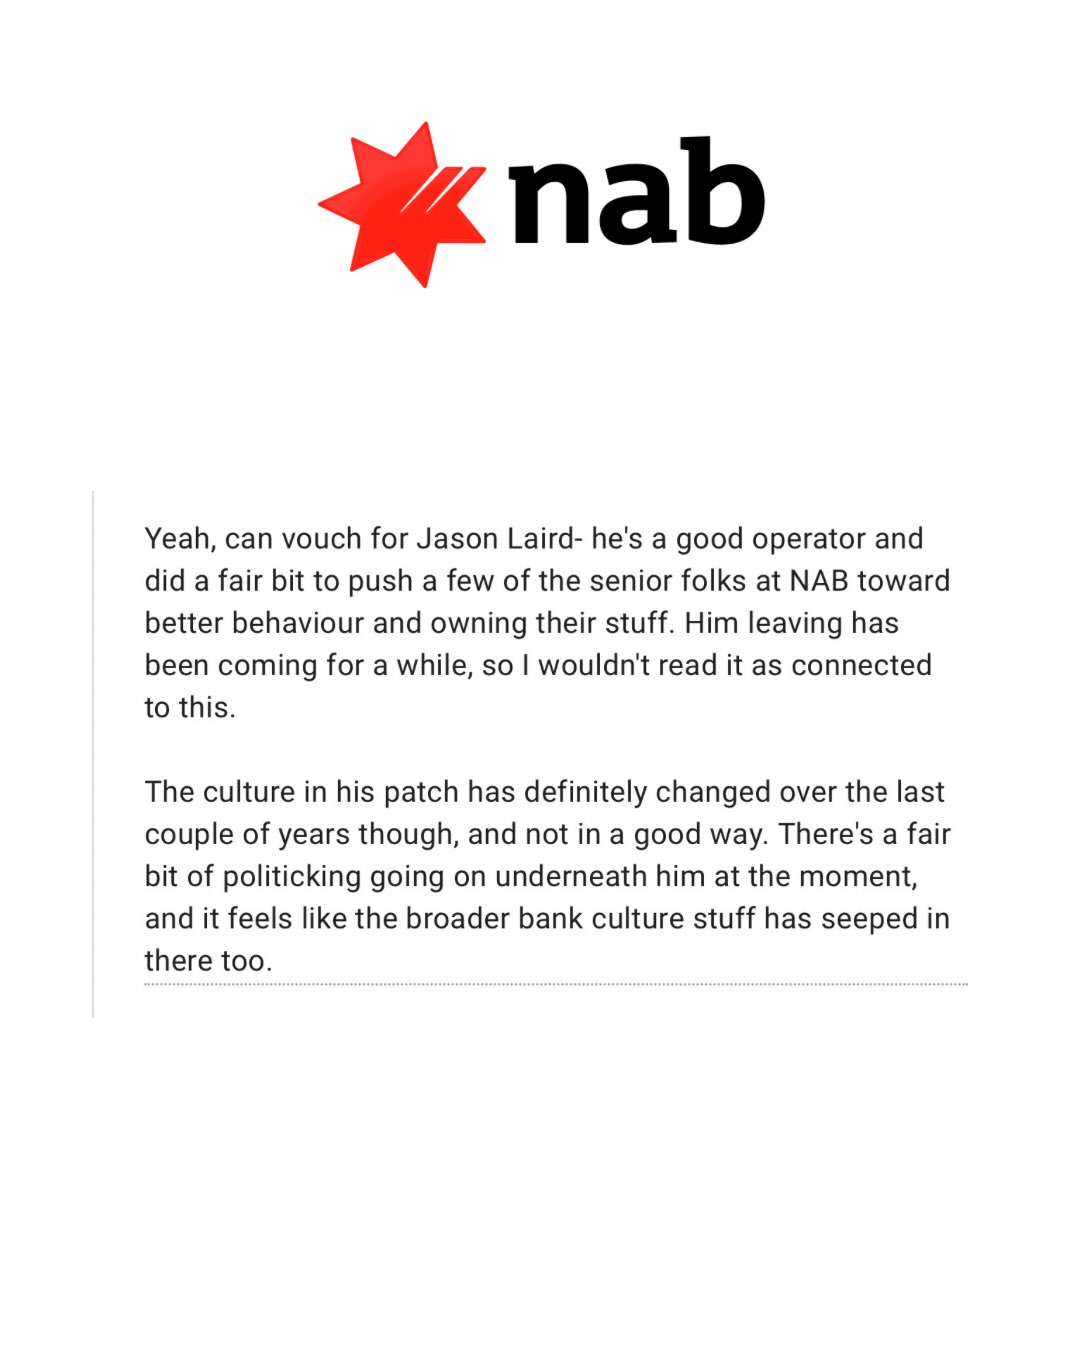 nab
Yeah, can vouch for Jason Laird- he's a good operator and
did a fair bit to push a few of the senior folks at NAB toward
better behaviour and owning their stuff. Him leaving has
been coming for a while, so I wouldn't read it as connected
to this.
The culture in his patch has definitely changed over the last
couple of years though, and not in a good way. There's a fair
bit of politicking going on underneath him at the moment,
and it feels like the broader bank culture stuff has seeped in
there too.